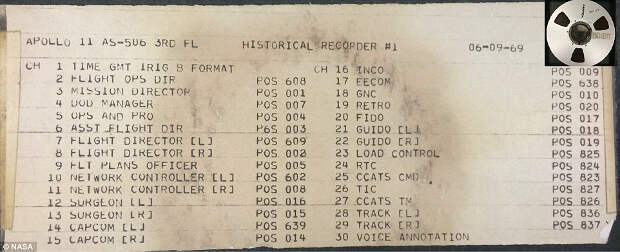 APOLLO 11 AS-506 3RD FL HISTORICAL RECORDER #1 06-09-69
CH 1 TIME GMT IRIG B FORMAT CH 16 INCO POS 009
2 FLIGHT OPS DIR POS 608 17 EECOM POS 638
3 MISSION DIRECTOR POS 001 18 GNC POS 010
4 DOD MANAGER POS 007 19 RETRO POS 020
5 OPS AND PRO POS 004 20 FIDO POS 017
6 ASST FLIGHT DIR POS 003 21 GUIDO [L] POS 018
7 FLIGHT DIRECTOR [L] POS 609 22 GUIDO [R] POS 019
8 FLIGHT DIRECTOR [R] POS 002 23 LOAD CONTROL POS 825
9 FLT PLANS OFFICER POS 005 24 RTC POS 824
10 NETWORK CONTROLLER [L] POS 602 25 CCATS CMD POS 823
11 NETWORK CONTROLLER [R] POS 008 26 TIC POS 827
12 SURGEON [L] POS 016 27 CCATS TM POS 826
13 SURGEON [R] POS 015 28 TRACK [L] POS 836
14 CAPCOM [L] POS 639 29 TRACK [R] POS 837
15 CAPCOM [R] POS 014 30 VOICE ANNOTATION
© NASA